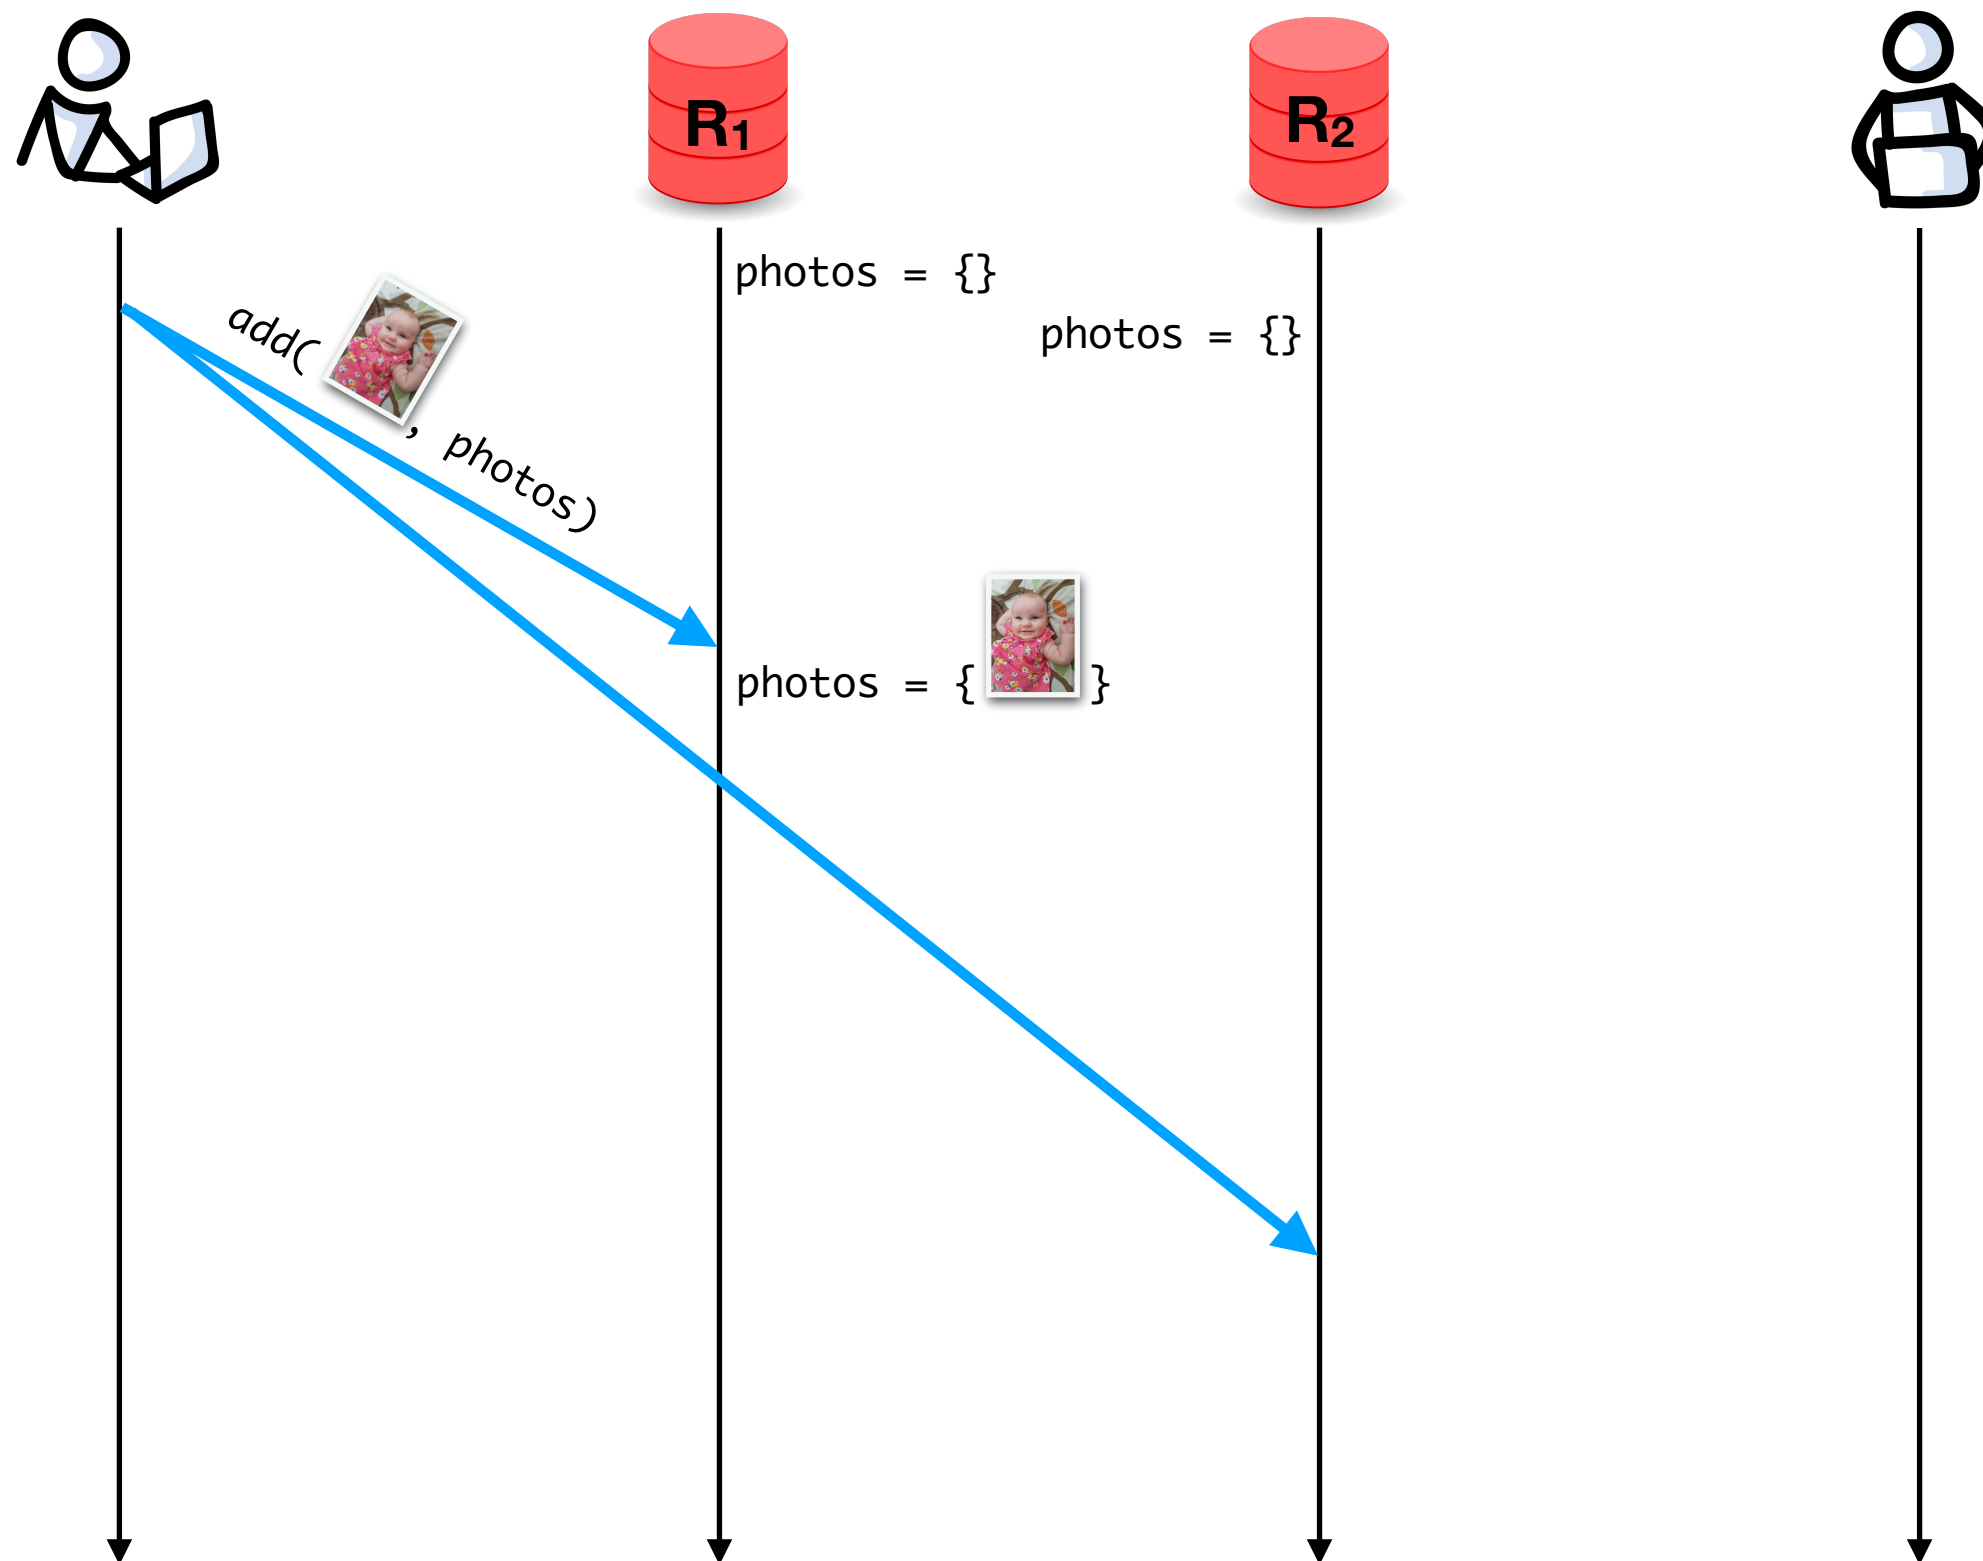 R1
R2
photos = {}
photos = {}
add( , photos)
photos = { }